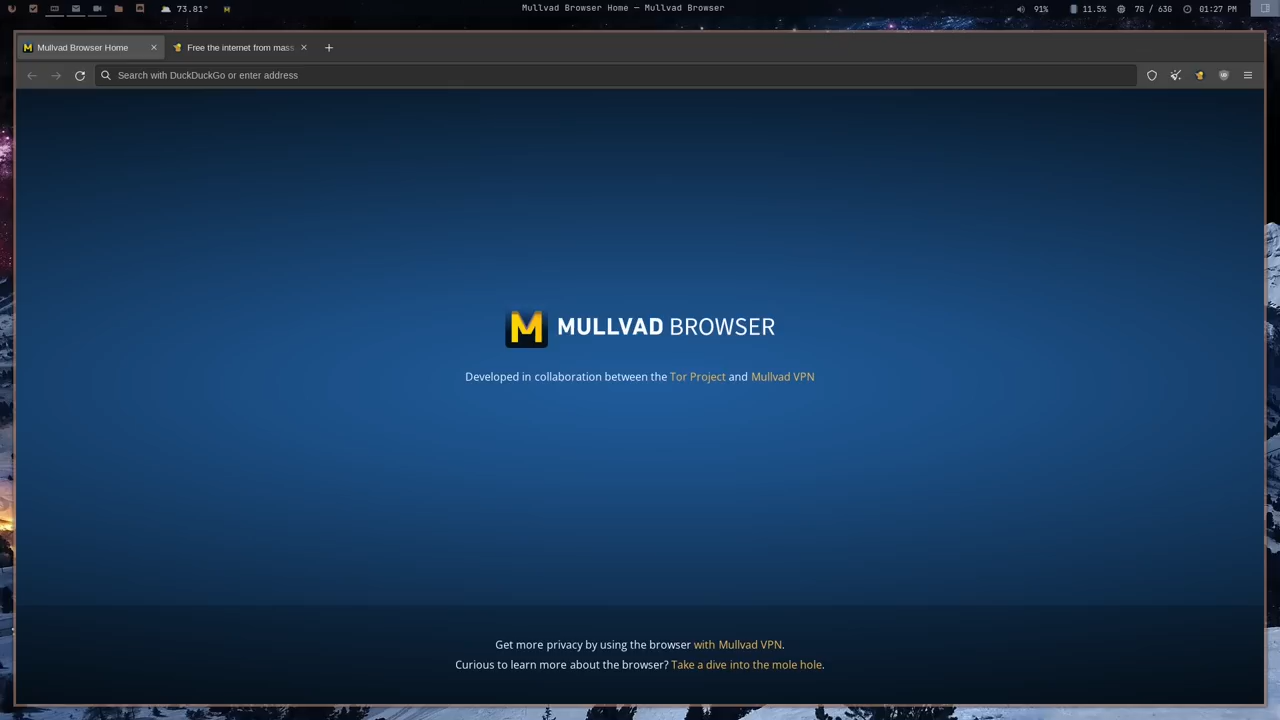 73.81°
Mullvad Browser Home — Mullvad Browser
91%
11.5%
7G / 63G
01:27 PM
Mullvad Browser Home
Free the internet from mass
Search with DuckDuckGo or enter address
MULLVAD BROWSER
Developed in collaboration between the Tor Project and Mullvad VPN
Get more privacy by using the browser with Mullvad VPN.
Curious to learn more about the browser? Take a dive into the mole hole.